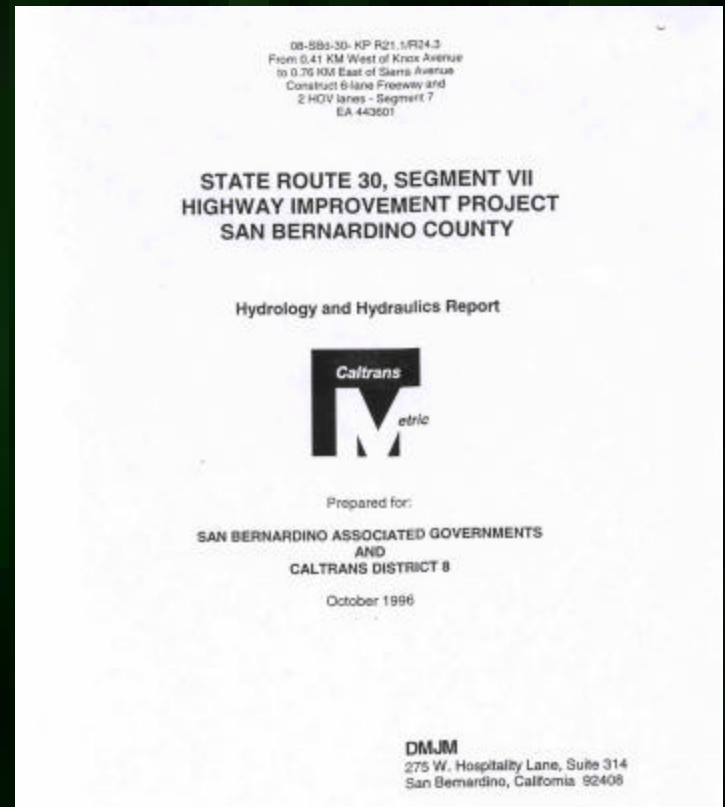 08-SBd-30- KP R21.1/R24.3
From 0.41 KM West of Knox Avenue
to 0.76 KM East of Sierra Avenue
Construct 6-lane Freeway and
2 HOV lanes - Segment 7
EA 443601
STATE ROUTE 30, SEGMENT VII
HIGHWAY IMPROVEMENT PROJECT
SAN BERNARDINO COUNTY
Hydrology and Hydraulics Report
Caltrans
Metric
Prepared for:
SAN BERNARDINO ASSOCIATED GOVERNMENTS
AND
CALTRANS DISTRICT 8
October 1996
DMJM
275 W. Hospitality Lane, Suite 314
San Bernardino, California 92408